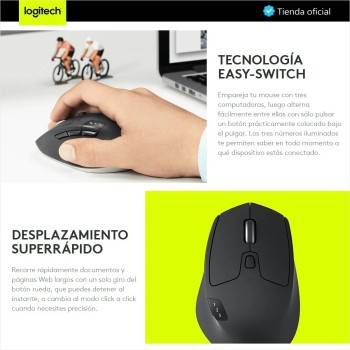 logitech
Tienda oficial
TECNOLOGÍA
EASY-SWITCH
Empareja tu mouse con tres
computadoras, luego alterna
fácilmente entre ellas con sólo pulsar
un botón prácticamente colocado bajo
el pulgar. Los tres números iluminados
te permiten saber en todo momento a
qué dispositivo estás conectado.
DESPLAZAMIENTO
SUPERRÁPIDO
Recorre rápidamente documentos y
páginas Web largos con un solo giro del
botón rueda, que puedes detener al
instante, o cambia al modo click a click
cuando necesites precisión.